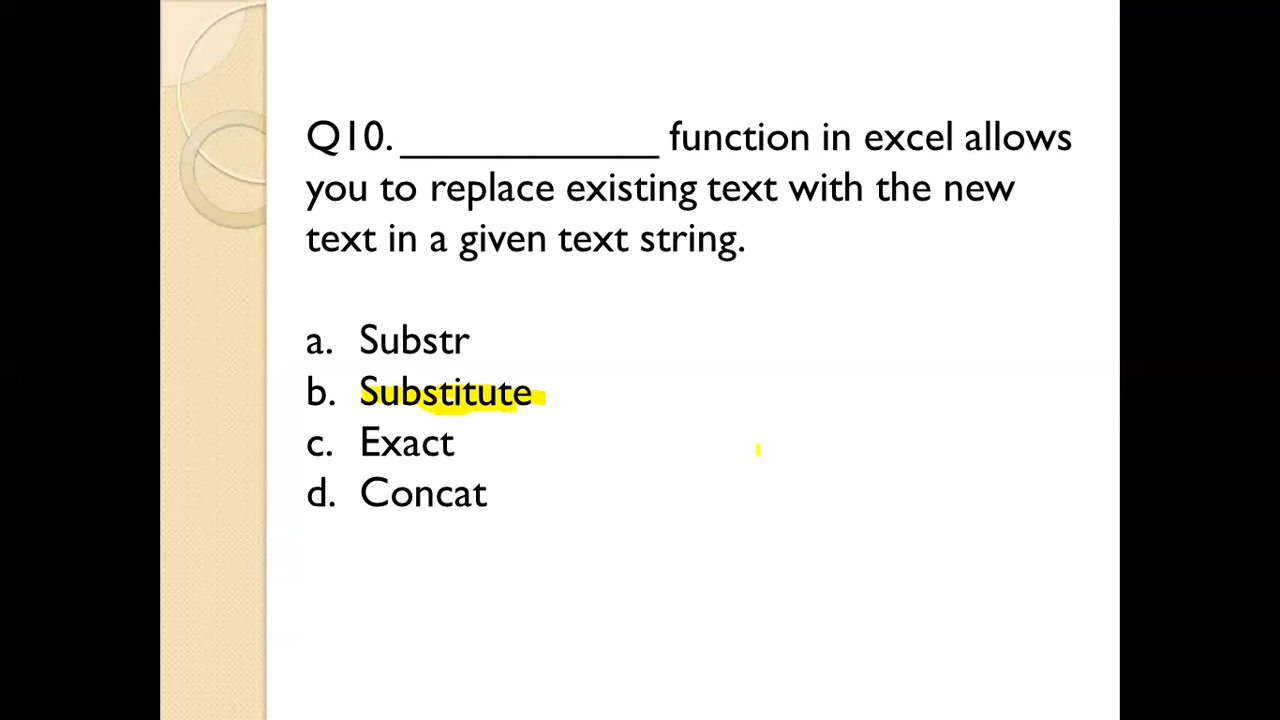 Q10. ____________ function in excel allows
you to replace existing text with the new
text in a given text string.
a. Substr
b. Substitute
c. Exact
d. Concat